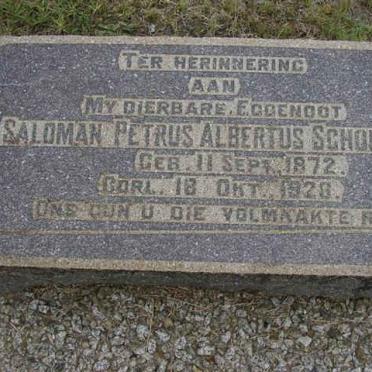 TER HERINNERING
AAN
MY DIERBARE EGGENOOT
SALOMAN PETRUS ALBERTUS
GEB. 11 SEPT. 1872.
OORL. 18 OKT. 1928.
ONS GUN U DIE VOLMAAKTE